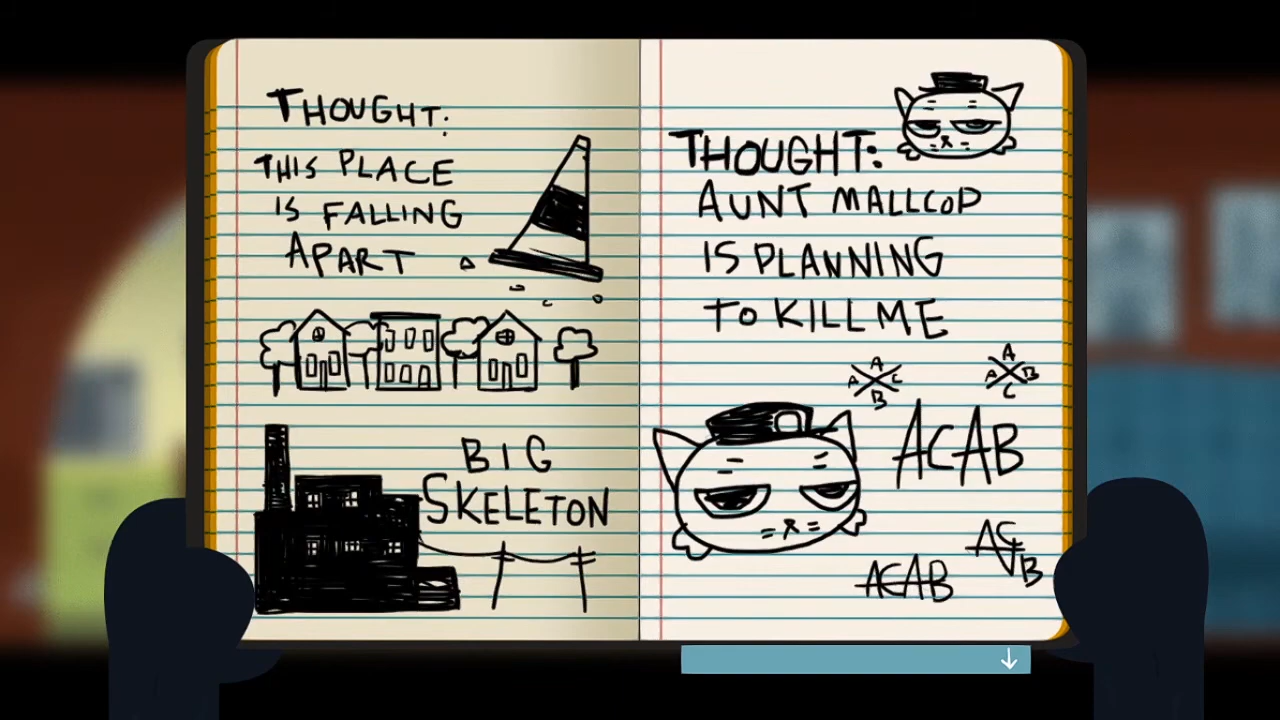 THOUGHT:
THIS PLACE
IS FALLING
APART
BIG
SKELETON
THOUGHT:
AUNT MALLCOP
IS PLANNING
TO KILL ME
A
A C
B
A
A B
C
ACAB
ACAB
ACAB